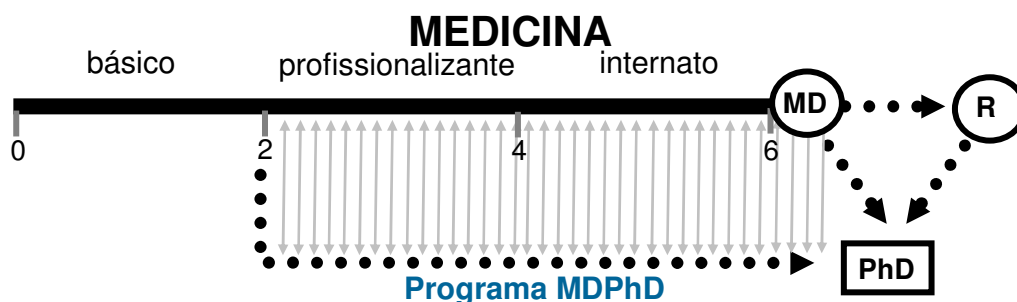 MEDICINA
básico profissionalizante internato
MD R
0 2 4 6
PhD
Programa MDPhD